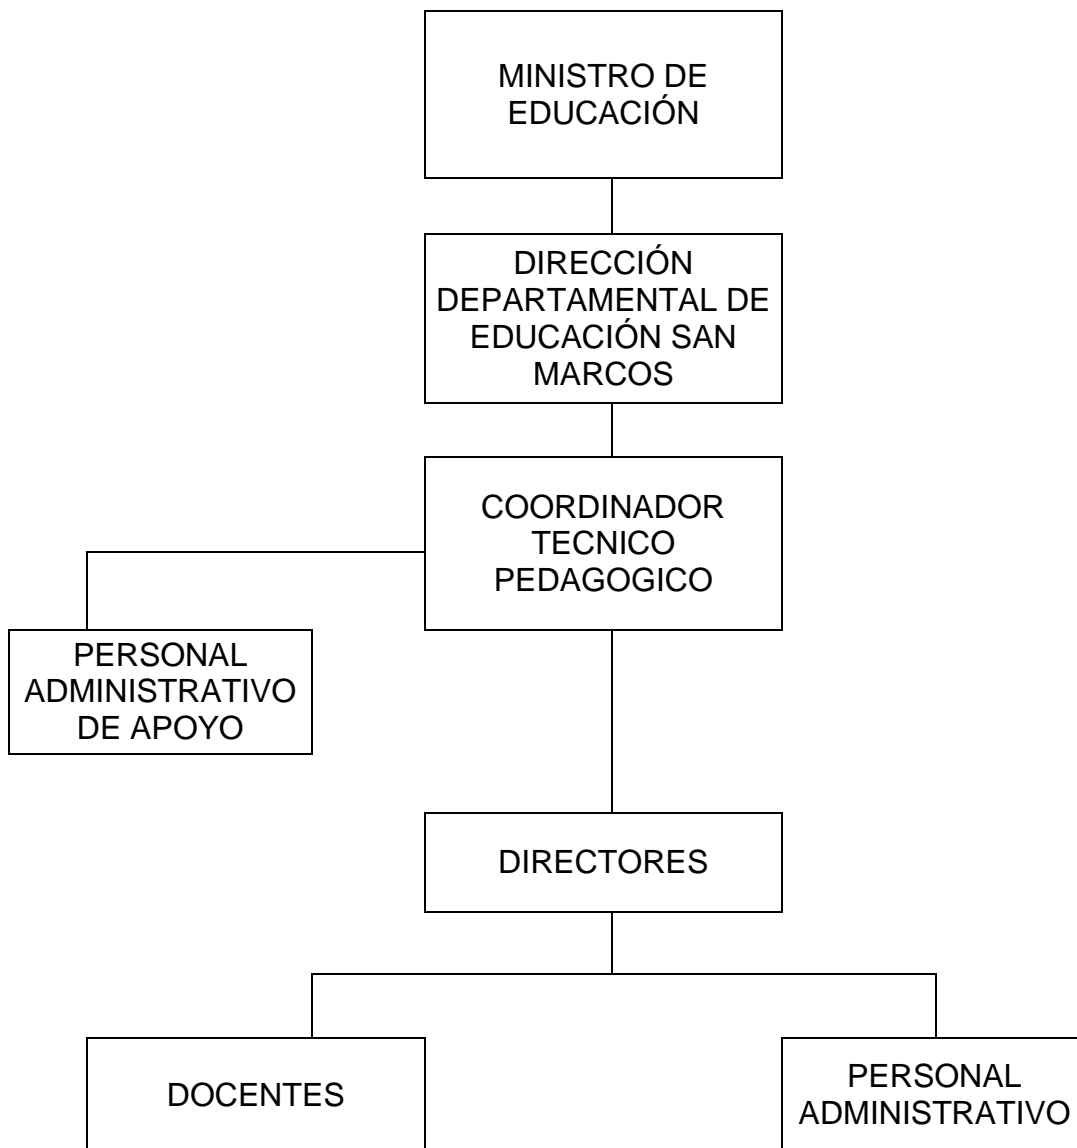 MINISTRO DE
EDUCACIÓN
DIRECCIÓN
DEPARTAMENTAL DE
EDUCACIÓN SAN
MARCOS
COORDINADOR
TECNICO
PEDAGOGICO
PERSONAL
ADMINISTRATIVO
DE APOYO
DIRECTORES
DOCENTES
PERSONAL
ADMINISTRATIVO